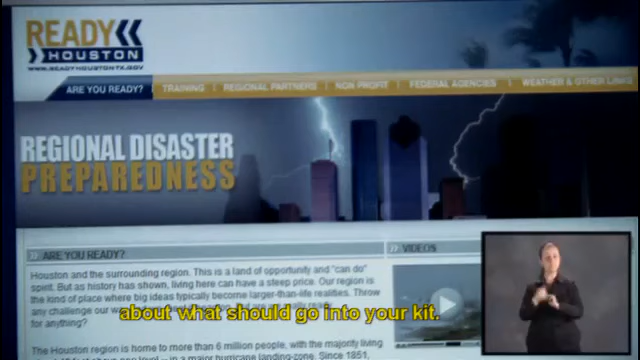 READY
HOUSTON
WWW.READYHOUSTONTX.GOV
ARE YOU READY?
TRAINING
REGIONAL PARTNERS
NON PROFIT
FEDERAL AGENCIES
WEATHER & OTHER LINKS
REGIONAL DISASTER
PREPAREDNESS
ARE YOU READY?
VIDEOS
Houston and the surrounding region. This is a land of opportunity and "can do"
spirit. But as history has shown, living here can have a steep price. Our region is
the kind of place where big ideas typically become larger-than-life realities. Throw
any challenge our w
about what should go into your kit.
for anything?
The Houston region is home to more than 6 million people, with the majority living
in a major hurricane landing-zone. Since 1851,